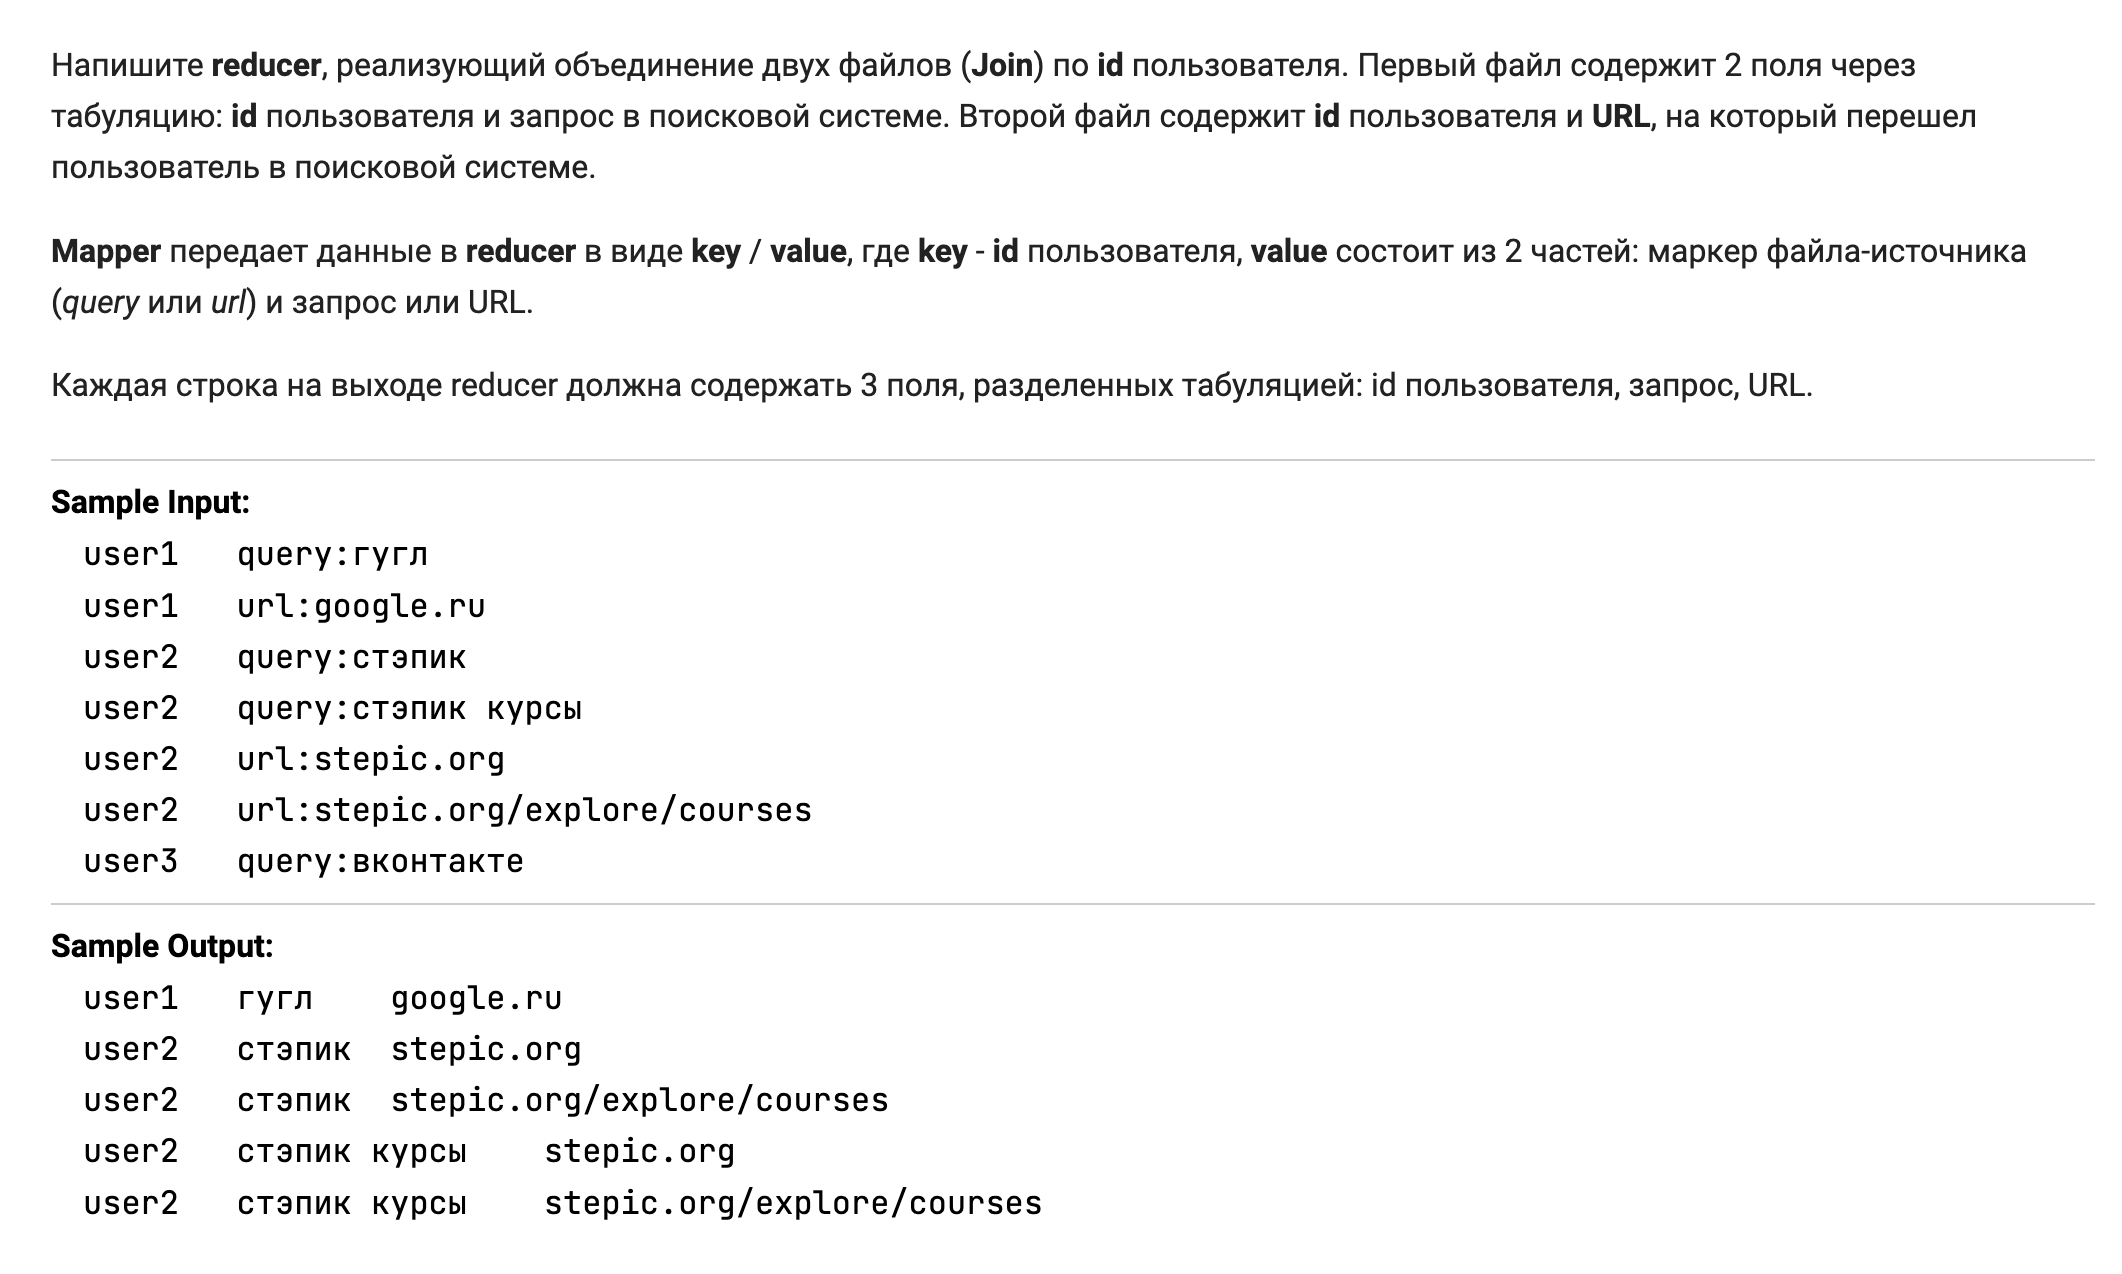 Напишите reducer, реализующий объединение двух файлов (Join) по id пользователя. Первый файл содержит 2 поля через
табуляцию: id пользователя и запрос в поисковой системе. Второй файл содержит id пользователя и URL, на который перешел
пользователь в поисковой системе.
Mapper передает данные в reducer в виде key / value, где key - id пользователя, value состоит из 2 частей: маркер файла-источника
(query или url) и запрос или URL.
Каждая строка на выходе reducer должна содержать 3 поля, разделенных табуляцией: id пользователя, запрос, URL.
Sample Input:
user1	query:гугл
user1	url:google.ru
user2	query:стэпик
user2	query:стэпик курсы
user2	url:stepic.org
user2	url:stepic.org/explore/courses
user3	query:вконтакте
Sample Output:
user1	гугл	google.ru
user2	стэпик	stepic.org
user2	стэпик	stepic.org/explore/courses
user2	стэпик курсы	stepic.org
user2	стэпик курсы	stepic.org/explore/courses